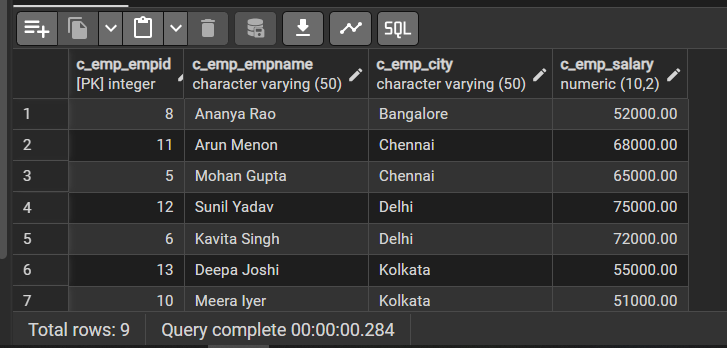 SQL
c_emp_empid c_emp_empname c_emp_city c_emp_salary
[PK] integer character varying (50) character varying (50) numeric (10,2)
1 8 Ananya Rao Bangalore 52000.00
2 11 Arun Menon Chennai 68000.00
3 5 Mohan Gupta Chennai 65000.00
4 12 Sunil Yadav Delhi 75000.00
5 6 Kavita Singh Delhi 72000.00
6 13 Deepa Joshi Kolkata 55000.00
7 10 Meera Iyer Kolkata 51000.00
Total rows: 9 Query complete 00:00:00.284